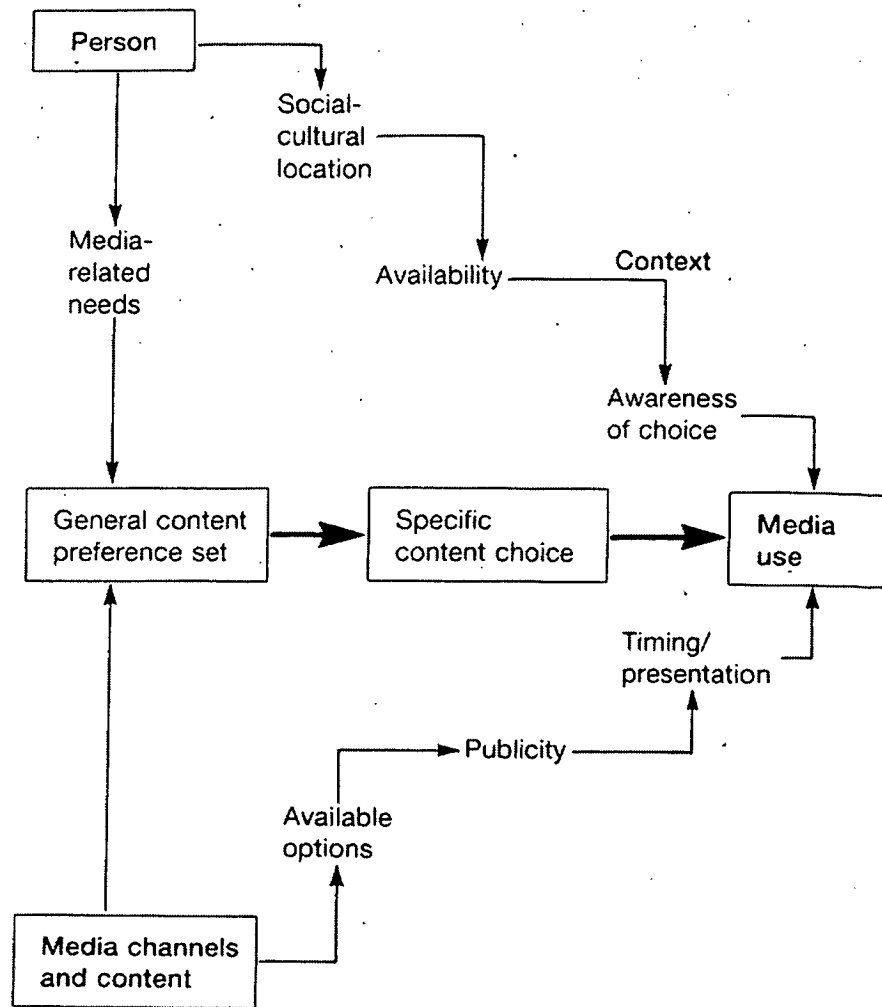 Person
Social-
cultural
location
Media-
related
needs
Availability
Context
Awareness
of choice
General content
preference set
Specific
content choice
Media
use
Timing/
presentation
Publicity
Available
options
Media channels
and content